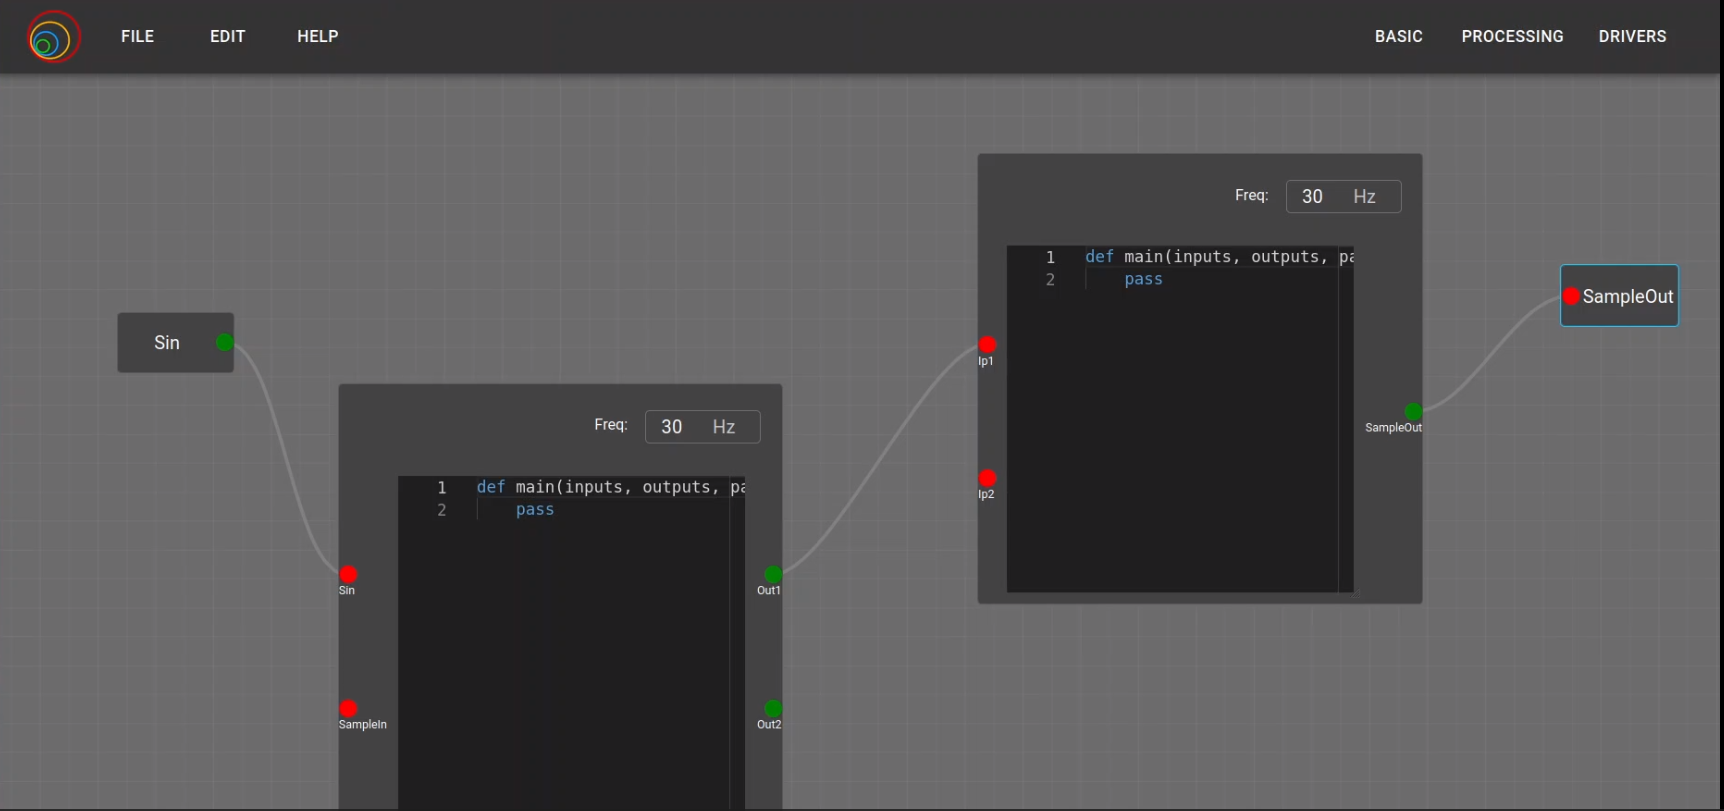 FILE EDIT HELP BASIC PROCESSING DRIVERS
Sin
Freq: 30 Hz
1 def main(inputs, outputs, pa
2 pass
Sin
SampleIn
Out1
Out2
Freq: 30 Hz
1 def main(inputs, outputs, pa
2 pass
Ip1
Ip2
SampleOut
SampleOut